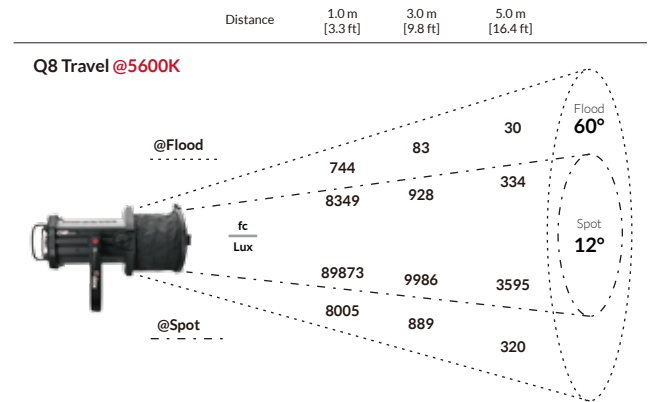 Distance 1.0 m 3.0 m 5.0 m
[3.3 ft] [9.8 ft] [16.4 ft]
Q8 Travel @5600K
Flood
60°
@Flood
744 83 30
8349 928 334
fc
Lux
Spot
12°
89873 9986 3595
8005 889 320
@Spot